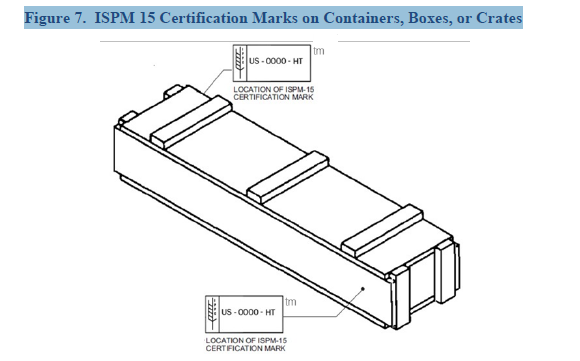 Figure 7. ISPM 15 Certification Marks on Containers, Boxes, or Crates
US - 0000 - HT
tm
LOCATION OF ISPM-15
CERTIFICATION MARK
US - 0000 - HT
tm
LOCATION OF ISPM-15
CERTIFICATION MARK